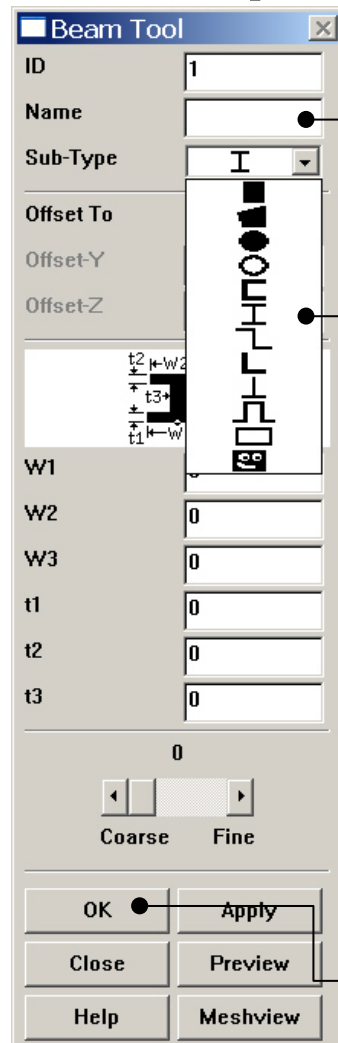 Beam Tool
ID 1
Name
Sub-Type
Offset To
Offset-Y
Offset-Z
t2 W2
t3
t1 W
W1
W2 0
W3 0
t1 0
t2 0
t3 0
0
Coarse Fine
OK Apply
Close Preview
Help Meshview